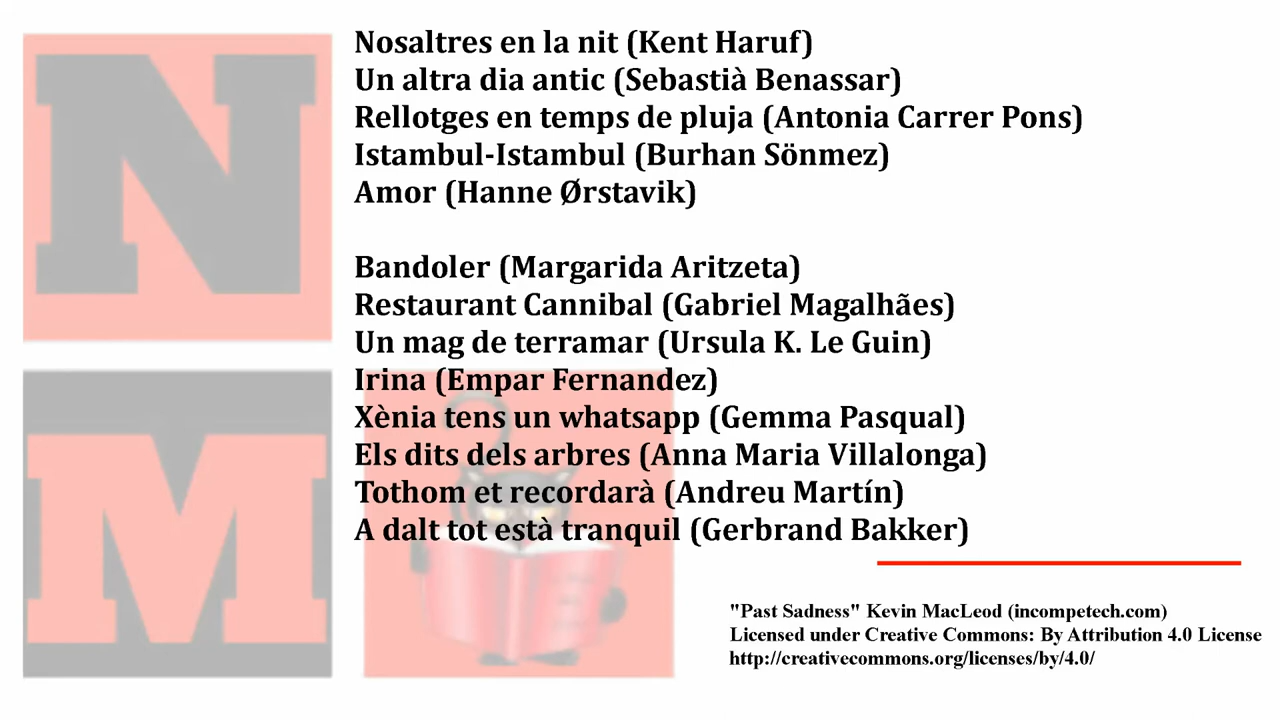 N
M
Nosaltres en la nit (Kent Haruf)
Un altra dia antic (Sebastià Benassar)
Rellotges en temps de pluja (Antonia Carrer Pons)
Istambul-Istambul (Burhan Sönmez)
Amor (Hanne Ørstavik)
Bandoler (Margarida Aritzeta)
Restaurant Cannibal (Gabriel Magalhães)
Un mag de terramar (Ursula K. Le Guin)
Irina (Empar Fernandez)
Xènia tens un whatsapp (Gemma Pasqual)
Els dits dels arbres (Anna Maria Villalonga)
Tothom et recordarà (Andreu Martín)
A dalt tot està tranquil (Gerbrand Bakker)
"Past Sadness" Kevin MacLeod (incompetech.com)
Licensed under Creative Commons: By Attribution 4.0 License
http://creativecommons.org/licenses/by/4.0/